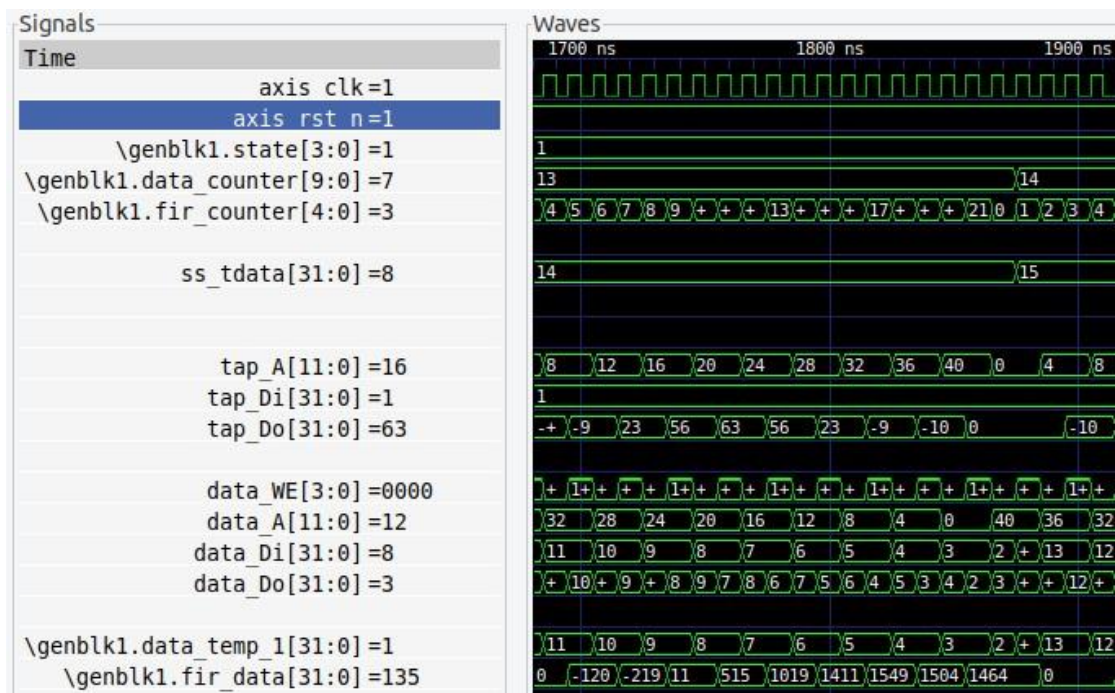 Signals
Waves
Time
1700 ns 1800 ns 1900 ns
axis clk=1
axis rst n=1
\genblk1.state[3:0]=1 1
\genblk1.data_counter[9:0]=7 13 14
\genblk1.fir_counter[4:0]=3 4 5 6 7 8 9 + + + 13 + + + 17 + + + 21 0 1 2 3 4
ss_tdata[31:0]=8 14 15
tap_A[11:0]=16 8 12 16 20 24 28 32 36 40 0 4 8
tap_Di[31:0]=1 1
tap_Do[31:0]=63 -+ -9 23 56 63 56 23 -9 -10 0 -10
data_WE[3:0]=0000 + 1+ + + + 1+ + + + 1+ + + + 1+ + + + 1+ + + + 1+ +
data_A[11:0]=12 32 28 24 20 16 12 8 4 0 40 36 32
data_Di[31:0]=8 11 10 9 8 7 6 5 4 3 2 + 13 12
data_Do[31:0]=3 + 10 + 9 + 8 9 7 8 6 7 5 6 4 5 3 4 2 3 + + 12 +
\genblk1.data_temp_1[31:0]=1 11 10 9 8 7 6 5 4 3 2 + 13 12
\genblk1.fir_data[31:0]=135 0 -120 -219 11 515 1019 1411 1549 1504 1464 0